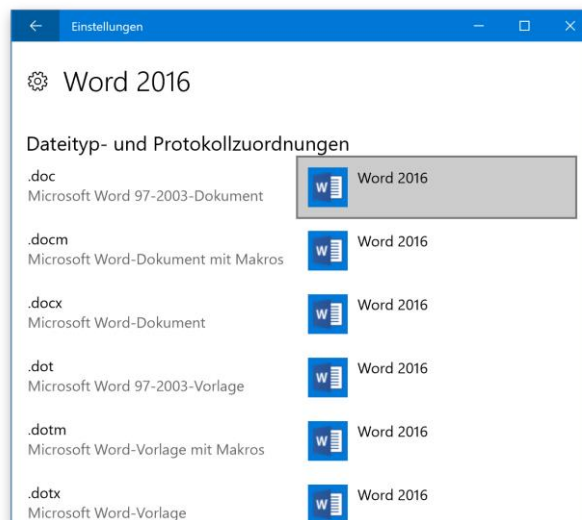 Einstellungen
Word 2016
Dateityp- und Protokollzuordnungen
.doc
Microsoft Word 97-2003-Dokument
Word 2016
.docm
Microsoft Word-Dokument mit Makros
Word 2016
.docx
Microsoft Word-Dokument
Word 2016
.dot
Microsoft Word 97-2003-Vorlage
Word 2016
.dotm
Microsoft Word-Vorlage mit Makros
Word 2016
.dotx
Microsoft Word-Vorlage
Word 2016